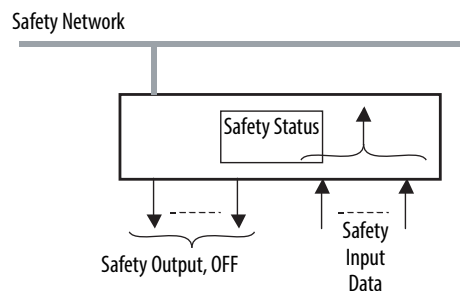 Safety Network
Safety Status
Safety Output, OFF
Safety
Input
Data